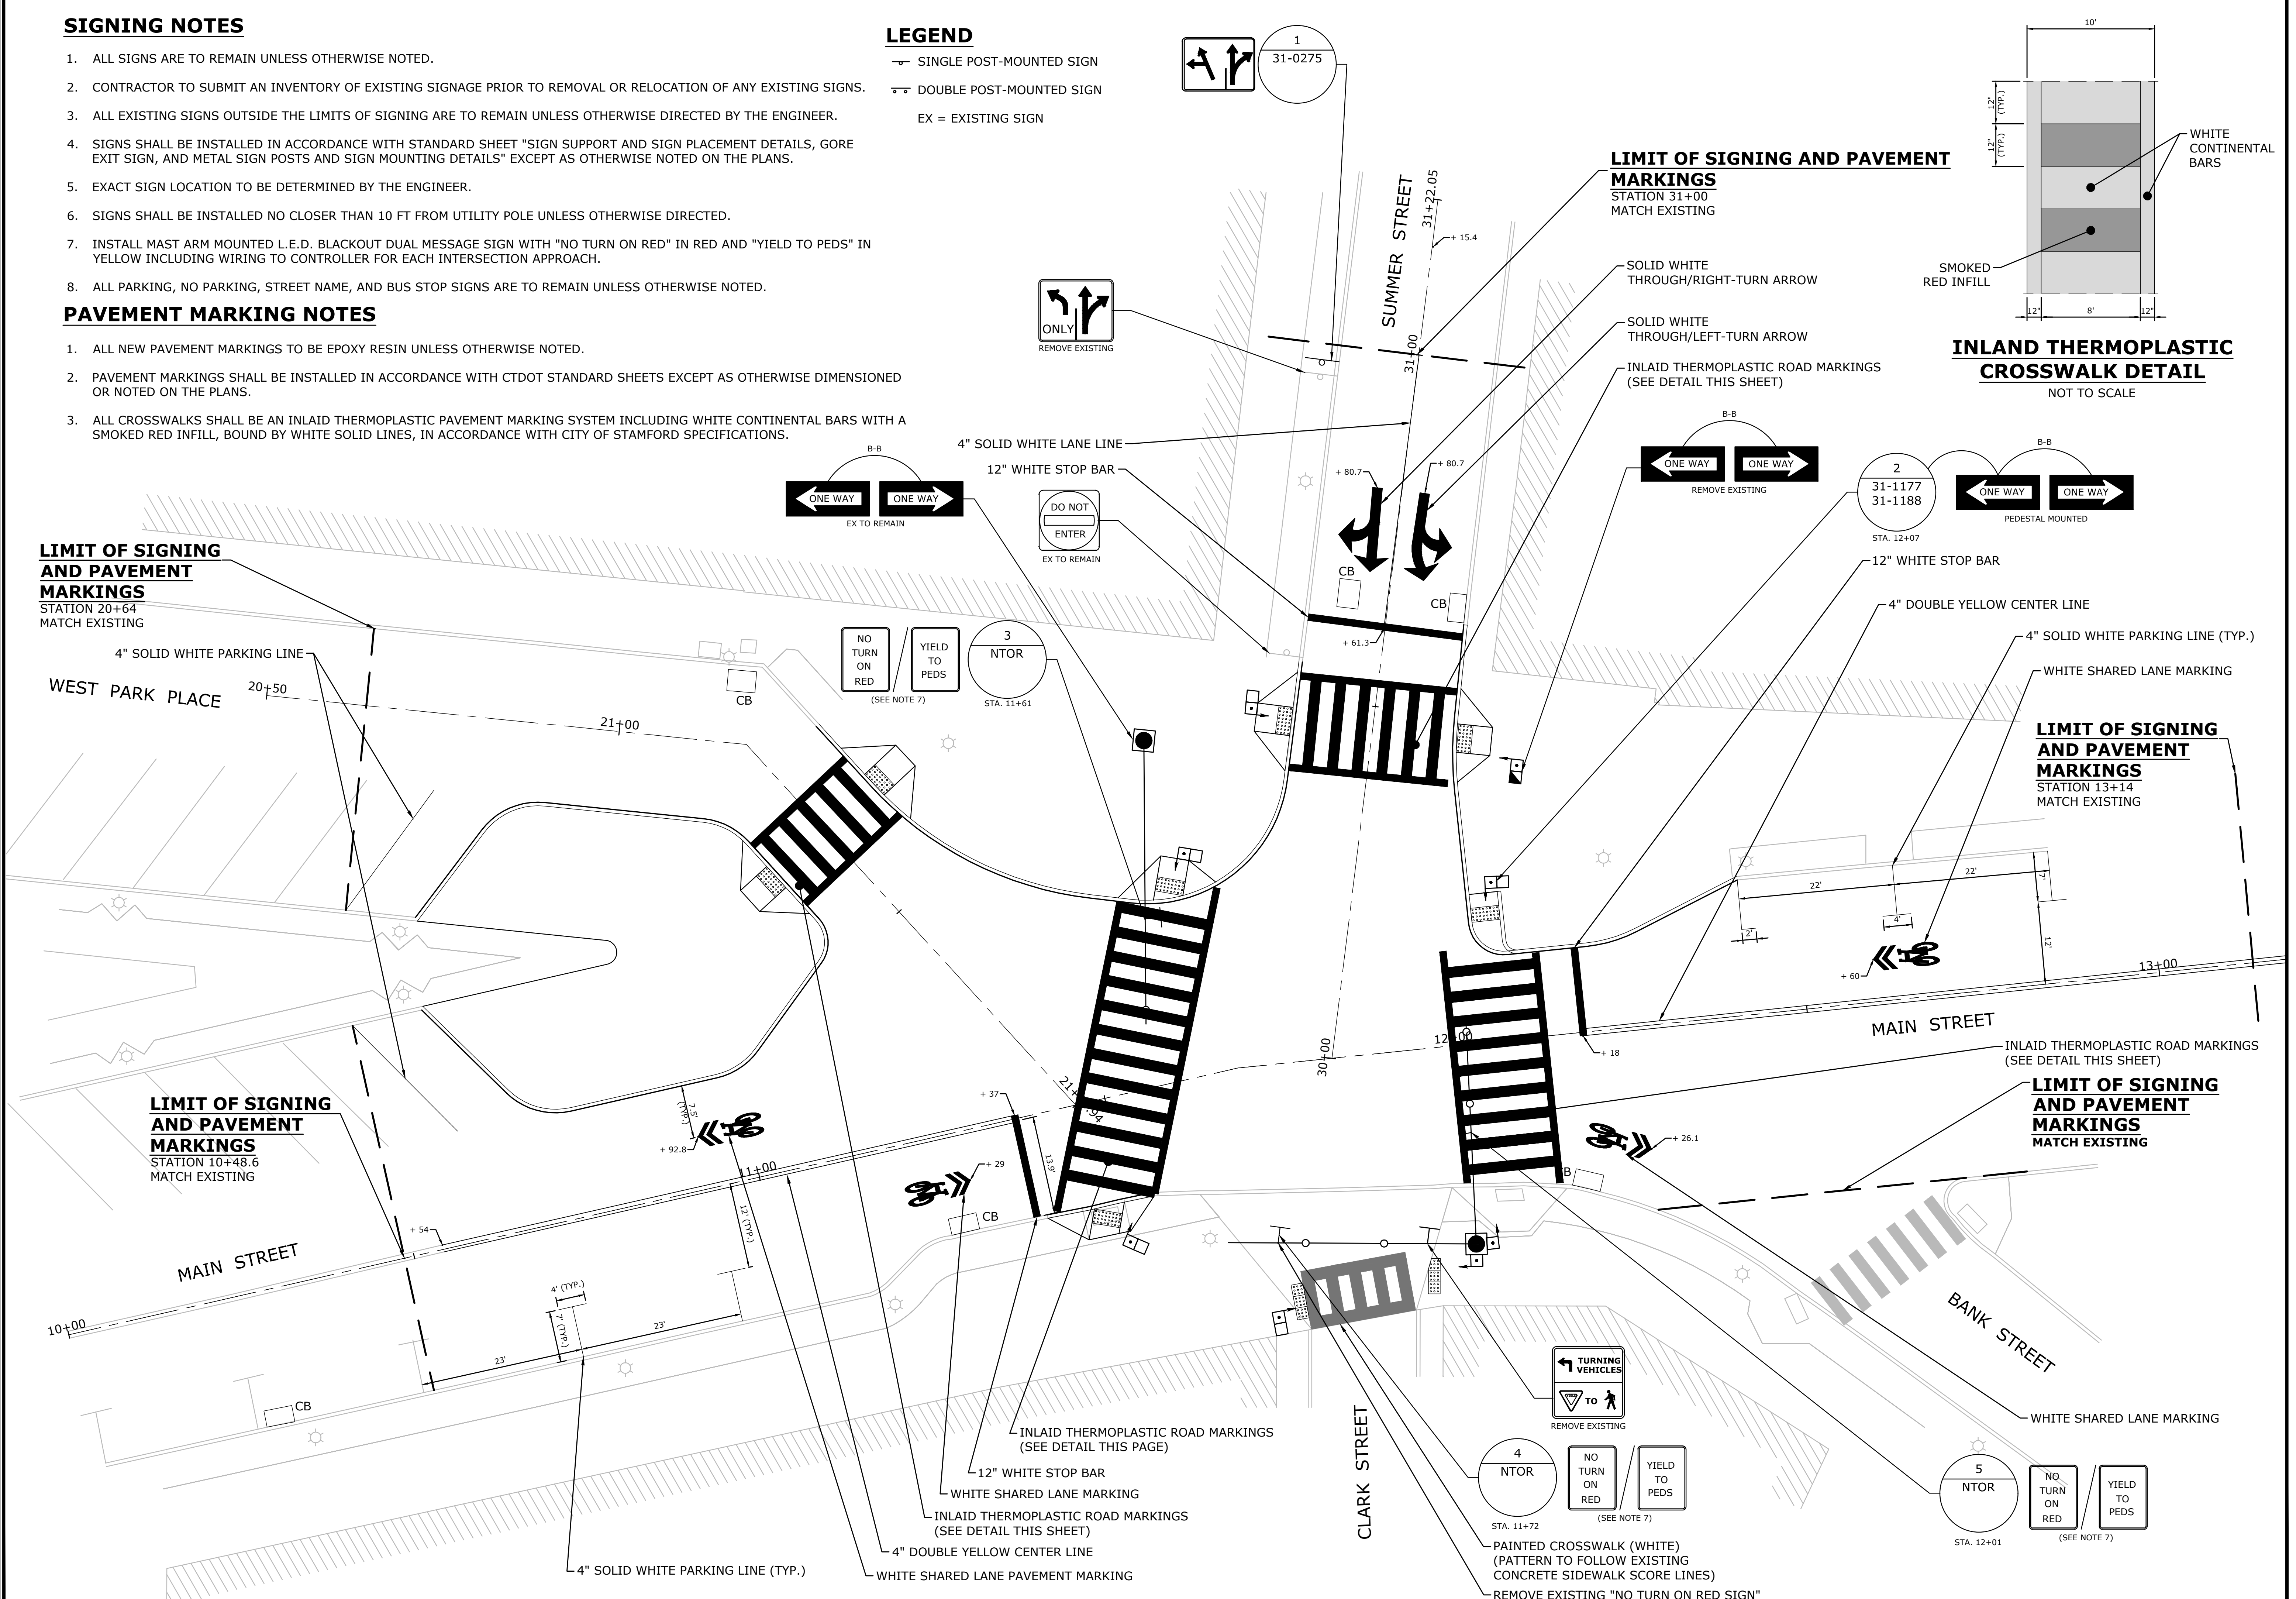 SIGNING NOTES
1. ALL SIGNS ARE TO REMAIN UNLESS OTHERWISE NOTED.
2. CONTRACTOR TO SUBMIT AN INVENTORY OF EXISTING SIGNAGE PRIOR TO REMOVAL OR RELOCATION OF ANY EXISTING SIGNS.
3. ALL EXISTING SIGNS OUTSIDE THE LIMITS OF SIGNING ARE TO REMAIN UNLESS OTHERWISE DIRECTED BY THE ENGINEER.
4. SIGNS SHALL BE INSTALLED IN ACCORDANCE WITH STANDARD SHEET "SIGN SUPPORT AND SIGN PLACEMENT DETAILS, GORE
EXIT SIGN, AND METAL SIGN POSTS AND SIGN MOUNTING DETAILS" EXCEPT AS OTHERWISE NOTED ON THE PLANS.
5. EXACT SIGN LOCATION TO BE DETERMINED BY THE ENGINEER.
6. SIGNS SHALL BE INSTALLED NO CLOSER THAN 10 FT FROM UTILITY POLE UNLESS OTHERWISE DIRECTED.
7. INSTALL MAST ARM MOUNTED L.E.D. BLACKOUT DUAL MESSAGE SIGN WITH "NO TURN ON RED" IN RED AND "YIELD TO PEDS" IN
YELLOW INCLUDING WIRING TO CONTROLLER FOR EACH INTERSECTION APPROACH.
8. ALL PARKING, NO PARKING, STREET NAME, AND BUS STOP SIGNS ARE TO REMAIN UNLESS OTHERWISE NOTED.
PAVEMENT MARKING NOTES
1. ALL NEW PAVEMENT MARKINGS TO BE EPOXY RESIN UNLESS OTHERWISE NOTED.
2. PAVEMENT MARKINGS SHALL BE INSTALLED IN ACCORDANCE WITH CTDOT STANDARD SHEETS EXCEPT AS OTHERWISE DIMENSIONED
OR NOTED ON THE PLANS.
3. ALL CROSSWALKS SHALL BE AN INLAID THERMOPLASTIC PAVEMENT MARKING SYSTEM INCLUDING WHITE CONTINENTAL BARS WITH A
SMOKED RED INFILL, BOUND BY WHITE SOLID LINES, IN ACCORDANCE WITH CITY OF STAMFORD SPECIFICATIONS.
LEGEND
SINGLE POST-MOUNTED SIGN
DOUBLE POST-MOUNTED SIGN
EX = EXISTING SIGN
1
31-0275
ONLY
REMOVE EXISTING
SUMMER STREET
31+22.05
+ 15.4
31+00
LIMIT OF SIGNING AND PAVEMENT
MARKINGS
STATION 31+00
MATCH EXISTING
SOLID WHITE
THROUGH/RIGHT-TURN ARROW
SOLID WHITE
THROUGH/LEFT-TURN ARROW
INLAID THERMOPLASTIC ROAD MARKINGS
(SEE DETAIL THIS SHEET)
10'
12"
(TYP.)
12"
(TYP.)
WHITE
CONTINENTAL
BARS
SMOKED
RED INFILL
12"
8'
12"
INLAND THERMOPLASTIC
CROSSWALK DETAIL
NOT TO SCALE
4" SOLID WHITE LANE LINE
12" WHITE STOP BAR
B-B
ONE WAY
ONE WAY
EX TO REMAIN
DO NOT
ENTER
EX TO REMAIN
+ 80.7
+ 80.7
CB
CB
+ 61.3
B-B
ONE WAY
ONE WAY
REMOVE EXISTING
2
31-1177
31-1188
STA. 12+07
B-B
ONE WAY
ONE WAY
PEDESTAL MOUNTED
12" WHITE STOP BAR
4" DOUBLE YELLOW CENTER LINE
4" SOLID WHITE PARKING LINE (TYP.)
WHITE SHARED LANE MARKING
LIMIT OF SIGNING
AND PAVEMENT
MARKINGS
STATION 13+14
MATCH EXISTING
LIMIT OF SIGNING
AND PAVEMENT
MARKINGS
STATION 20+64
MATCH EXISTING
4" SOLID WHITE PARKING LINE
WEST PARK PLACE
20+50
21+00
CB
NO
TURN
ON
RED
YIELD
TO
PEDS
(SEE NOTE 7)
3
NTOR
STA. 11+61
22'
22'
7'
2'
4'
12'
+ 60
13+00
MAIN STREET
12+00
30+00
+ 18
INLAID THERMOPLASTIC ROAD MARKINGS
(SEE DETAIL THIS SHEET)
LIMIT OF SIGNING
AND PAVEMENT
MARKINGS
MATCH EXISTING
+ 26.1
CB
LIMIT OF SIGNING
AND PAVEMENT
MARKINGS
STATION 10+48.6
MATCH EXISTING
7.5'
(TYP.)
+ 92.8
+ 37
+ 29
13.9'
11+00
12' (TYP.)
CB
+ 54
MAIN STREET
10+00
4' (TYP.)
7' (TYP.)
23'
23'
CB
BANK STREET
CLARK STREET
TURNING
VEHICLES
TO
REMOVE EXISTING
WHITE SHARED LANE MARKING
INLAID THERMOPLASTIC ROAD MARKINGS
(SEE DETAIL THIS PAGE)
12" WHITE STOP BAR
WHITE SHARED LANE MARKING
INLAID THERMOPLASTIC ROAD MARKINGS
(SEE DETAIL THIS SHEET)
4" DOUBLE YELLOW CENTER LINE
WHITE SHARED LANE PAVEMENT MARKING
4" SOLID WHITE PARKING LINE (TYP.)
4
NTOR
STA. 11+72
NO
TURN
ON
RED
YIELD
TO
PEDS
(SEE NOTE 7)
PAINTED CROSSWALK (WHITE)
(PATTERN TO FOLLOW EXISTING
CONCRETE SIDEWALK SCORE LINES)
REMOVE EXISTING "NO TURN ON RED SIGN"
5
NTOR
STA. 12+01
NO
TURN
ON
RED
YIELD
TO
PEDS
(SEE NOTE 7)